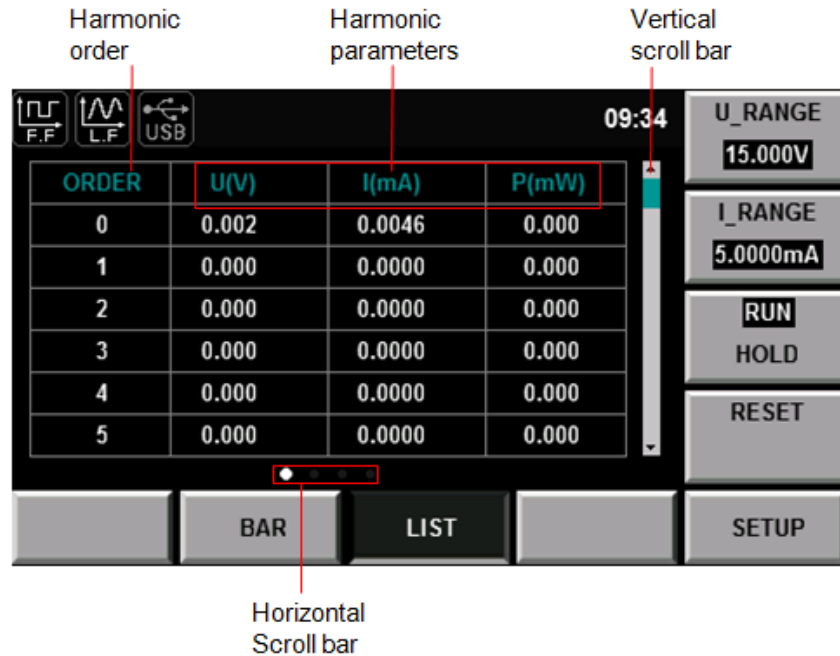 Harmonic order
Harmonic parameters
Vertical scroll bar
F.F L.F USB 09:34
ORDER U(V) I(mA) P(mW)
0 0.002 0.0046 0.000
1 0.000 0.0000 0.000
2 0.000 0.0000 0.000
3 0.000 0.0000 0.000
4 0.000 0.0000 0.000
5 0.000 0.0000 0.000
U_RANGE
15.000V
I_RANGE
5.0000mA
RUN
HOLD
RESET
BAR LIST SETUP
Horizontal
Scroll bar